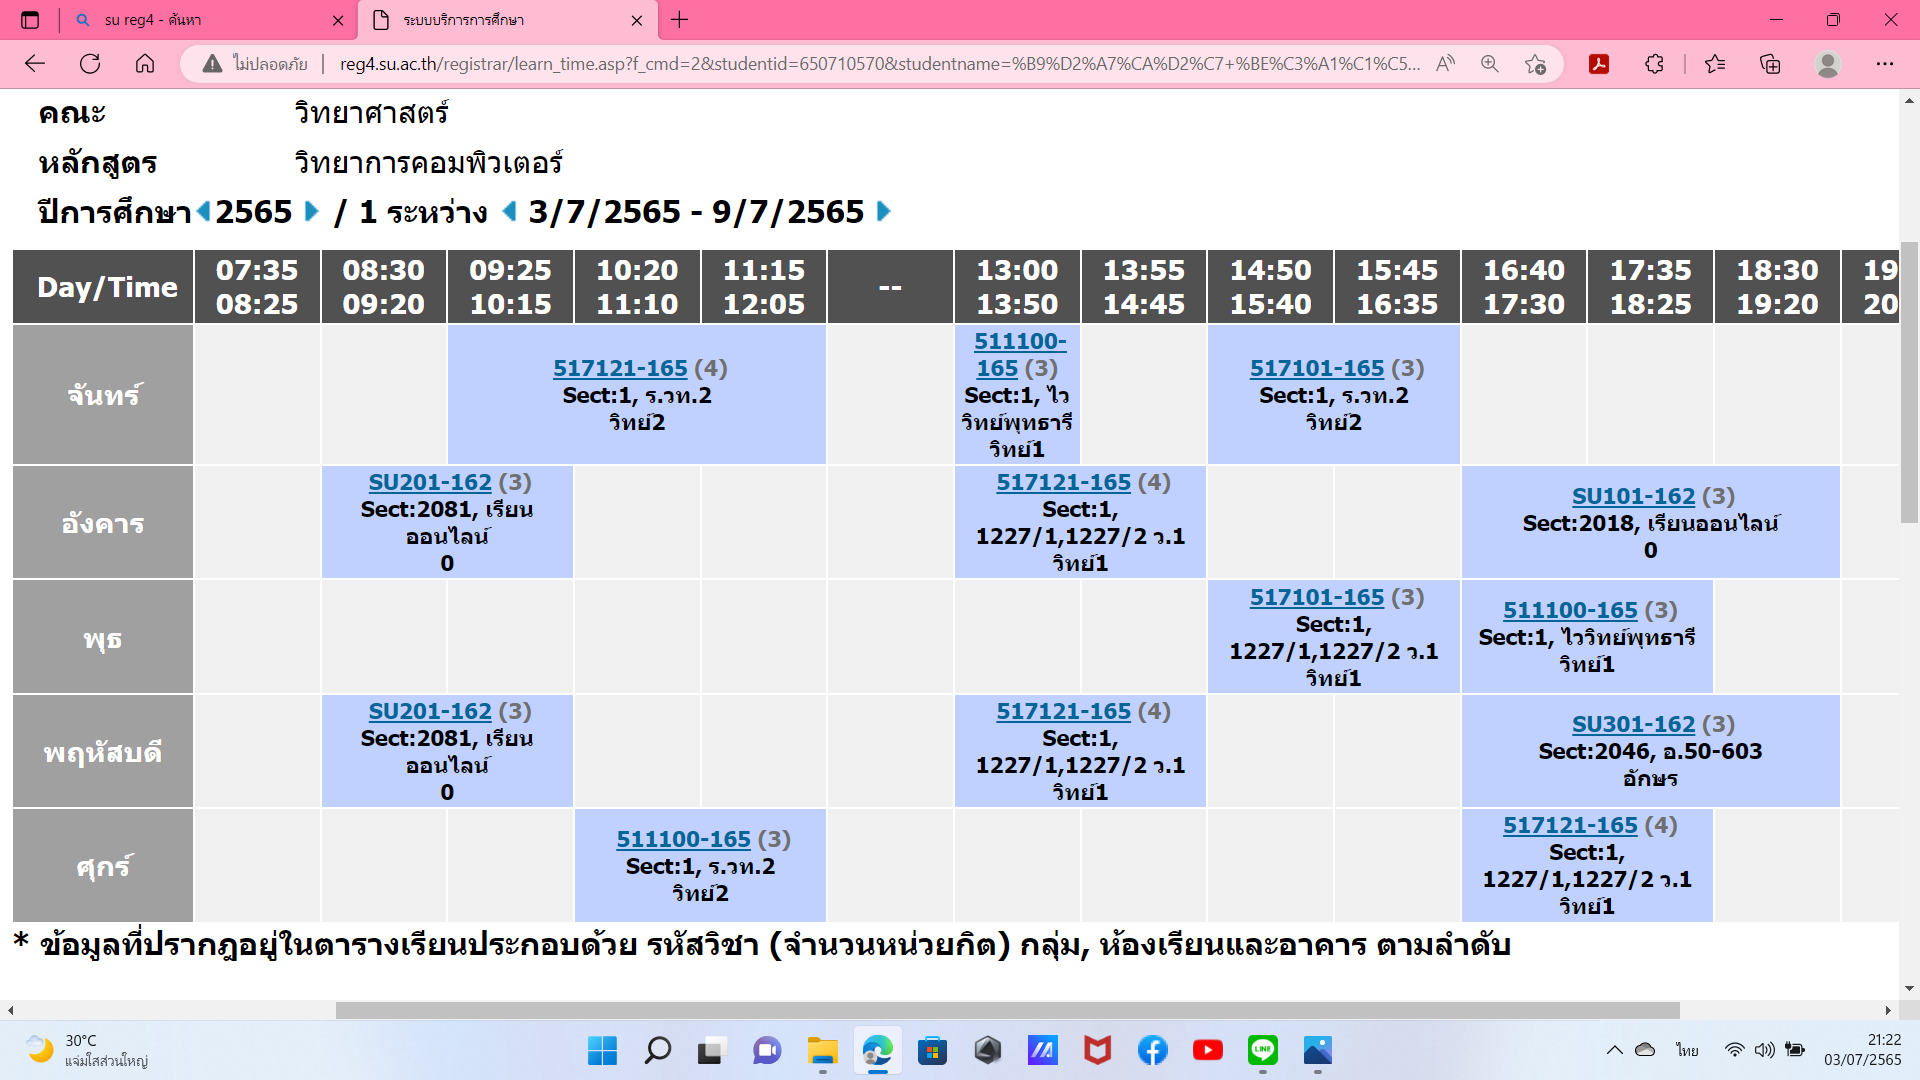 su reg4 - ค้นหา
ระบบบริการการศึกษา
ไม่ปลอดภัย
reg4.su.ac.th/registrar/learn_time.asp?f_cmd=2&studentid=650710570&studentname=%B9%D2%A7%CA%D2%C7+%BE%C3%A1%C1%C5...
คณะ วิทยาศาสตร์
หลักสูตร วิทยาการคอมพิวเตอร์
ปีการศึกษา 2565 / 1 ระหว่าง 3/7/2565 - 9/7/2565
Day/Time 07:35 08:30 09:25 10:20 11:15 -- 13:00 13:55 14:50 15:45 16:40 17:35 18:30 19
08:25 09:20 10:15 11:10 12:05 13:50 14:45 15:40 16:35 17:30 18:25 19:20 20
จันทร์
517121-165 (4)
Sect:1, ร.วท.2
วิทย์2
511100-
165 (3)
Sect:1, ไว
วิทย์พุทธารี
วิทย์1
517101-165 (3)
Sect:1, ร.วท.2
วิทย์2
อังคาร
SU201-162 (3)
Sect:2081, เรียน
ออนไลน์
0
517121-165 (4)
Sect:1,
1227/1,1227/2 ว.1
วิทย์1
SU101-162 (3)
Sect:2018, เรียนออนไลน์
0
พุธ
517101-165 (3)
Sect:1,
1227/1,1227/2 ว.1
วิทย์1
511100-165 (3)
Sect:1, ไววิทย์พุทธารี
วิทย์1
พฤหัสบดี
SU201-162 (3)
Sect:2081, เรียน
ออนไลน์
0
517121-165 (4)
Sect:1,
1227/1,1227/2 ว.1
วิทย์1
SU301-162 (3)
Sect:2046, อ.50-603
อักษร
ศุกร์
511100-165 (3)
Sect:1, ร.วท.2
วิทย์2
517121-165 (4)
Sect:1,
1227/1,1227/2 ว.1
วิทย์1
* ข้อมูลที่ปรากฎอยู่ในตารางเรียนประกอบด้วย รหัสวิชา (จำนวนหน่วยกิต) กลุ่ม, ห้องเรียนและอาคาร ตามลำดับ
30°C
แจ่มใสส่วนใหญ่
LINE
ไทย
21:22
03/07/2565